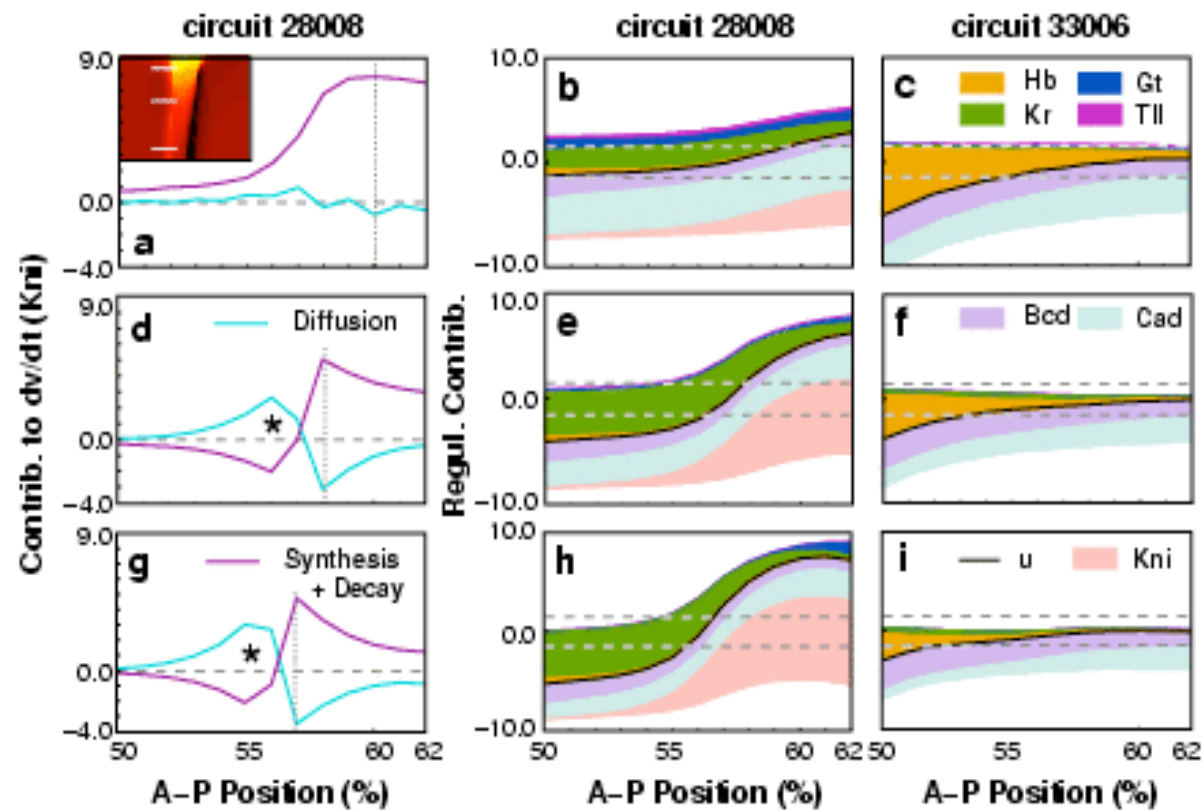 circuit 28008 circuit 28008 circuit 33006
Contrib. to dv/dt (Kni)
9.0
0.0
−4.0
a
Regul. Contrib.
10.0
0.0
−10.0
b
c
Hb Gt
Kr Tll
9.0
0.0
−4.0
d
Diffusion
10.0
0.0
−10.0
e
f
Bcd Cad
*
9.0
0.0
−4.0
g
Synthesis
+ Decay
*
10.0
0.0
−10.0
h
i
u Kni
50 55 60 62 50 55 60 62 50 55 60 62
A−P Position (%) A−P Position (%) A−P Position (%)